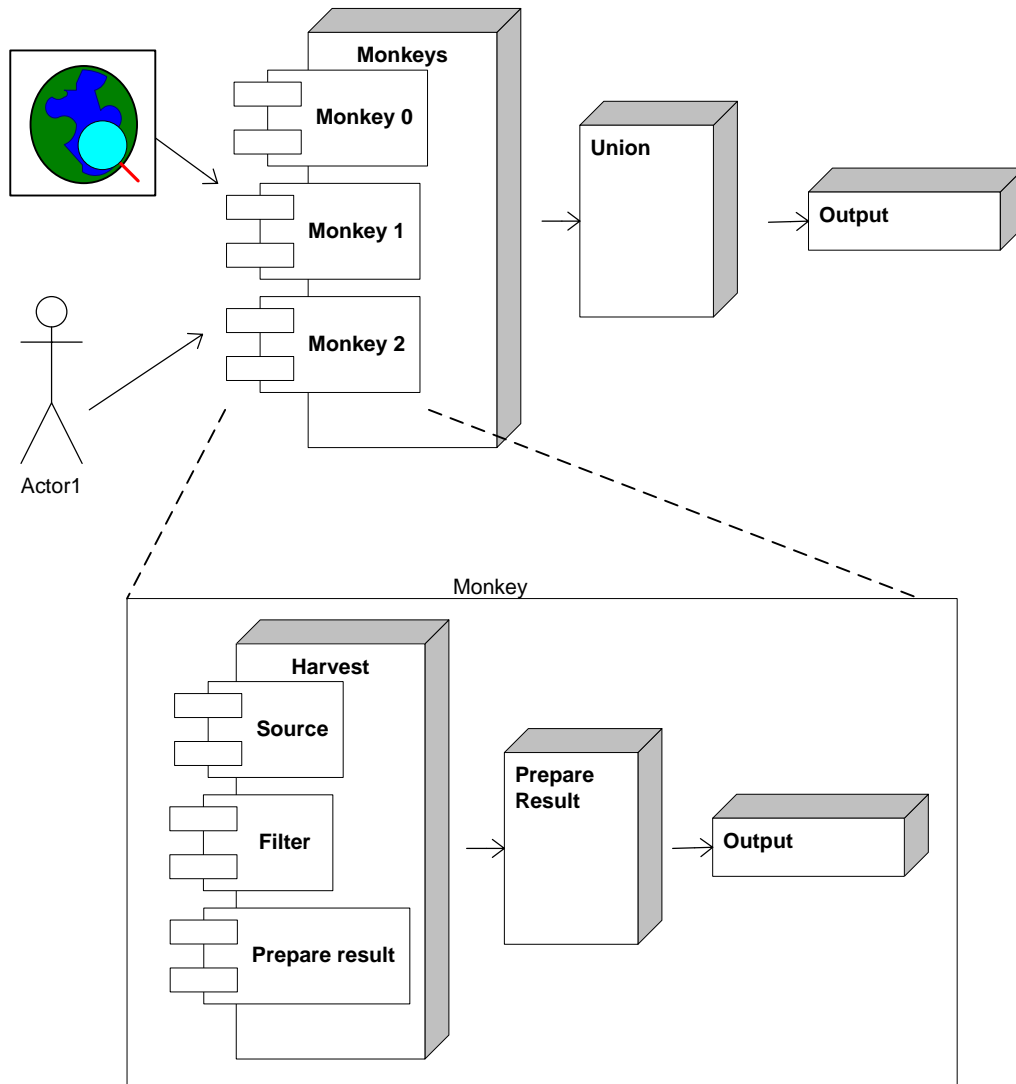 Monkeys
Monkey 0
Monkey 1
Monkey 2
Union
Output
Actor1
Monkey
Harvest
Source
Filter
Prepare result
Prepare
Result
Output